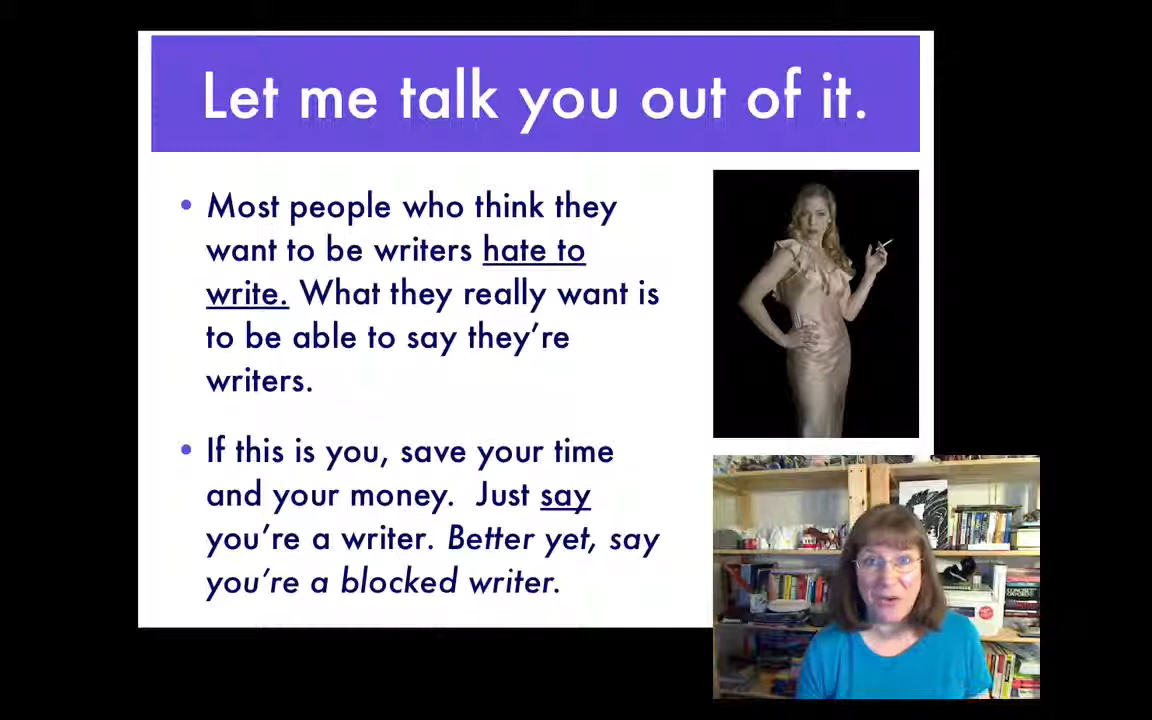 Let me talk you out of it.
• Most people who think they
want to be writers hate to
write. What they really want is
to be able to say they're
writers.
• If this is you, save your time
and your money.  Just say
you're a writer. Better yet, say
you're a blocked writer.